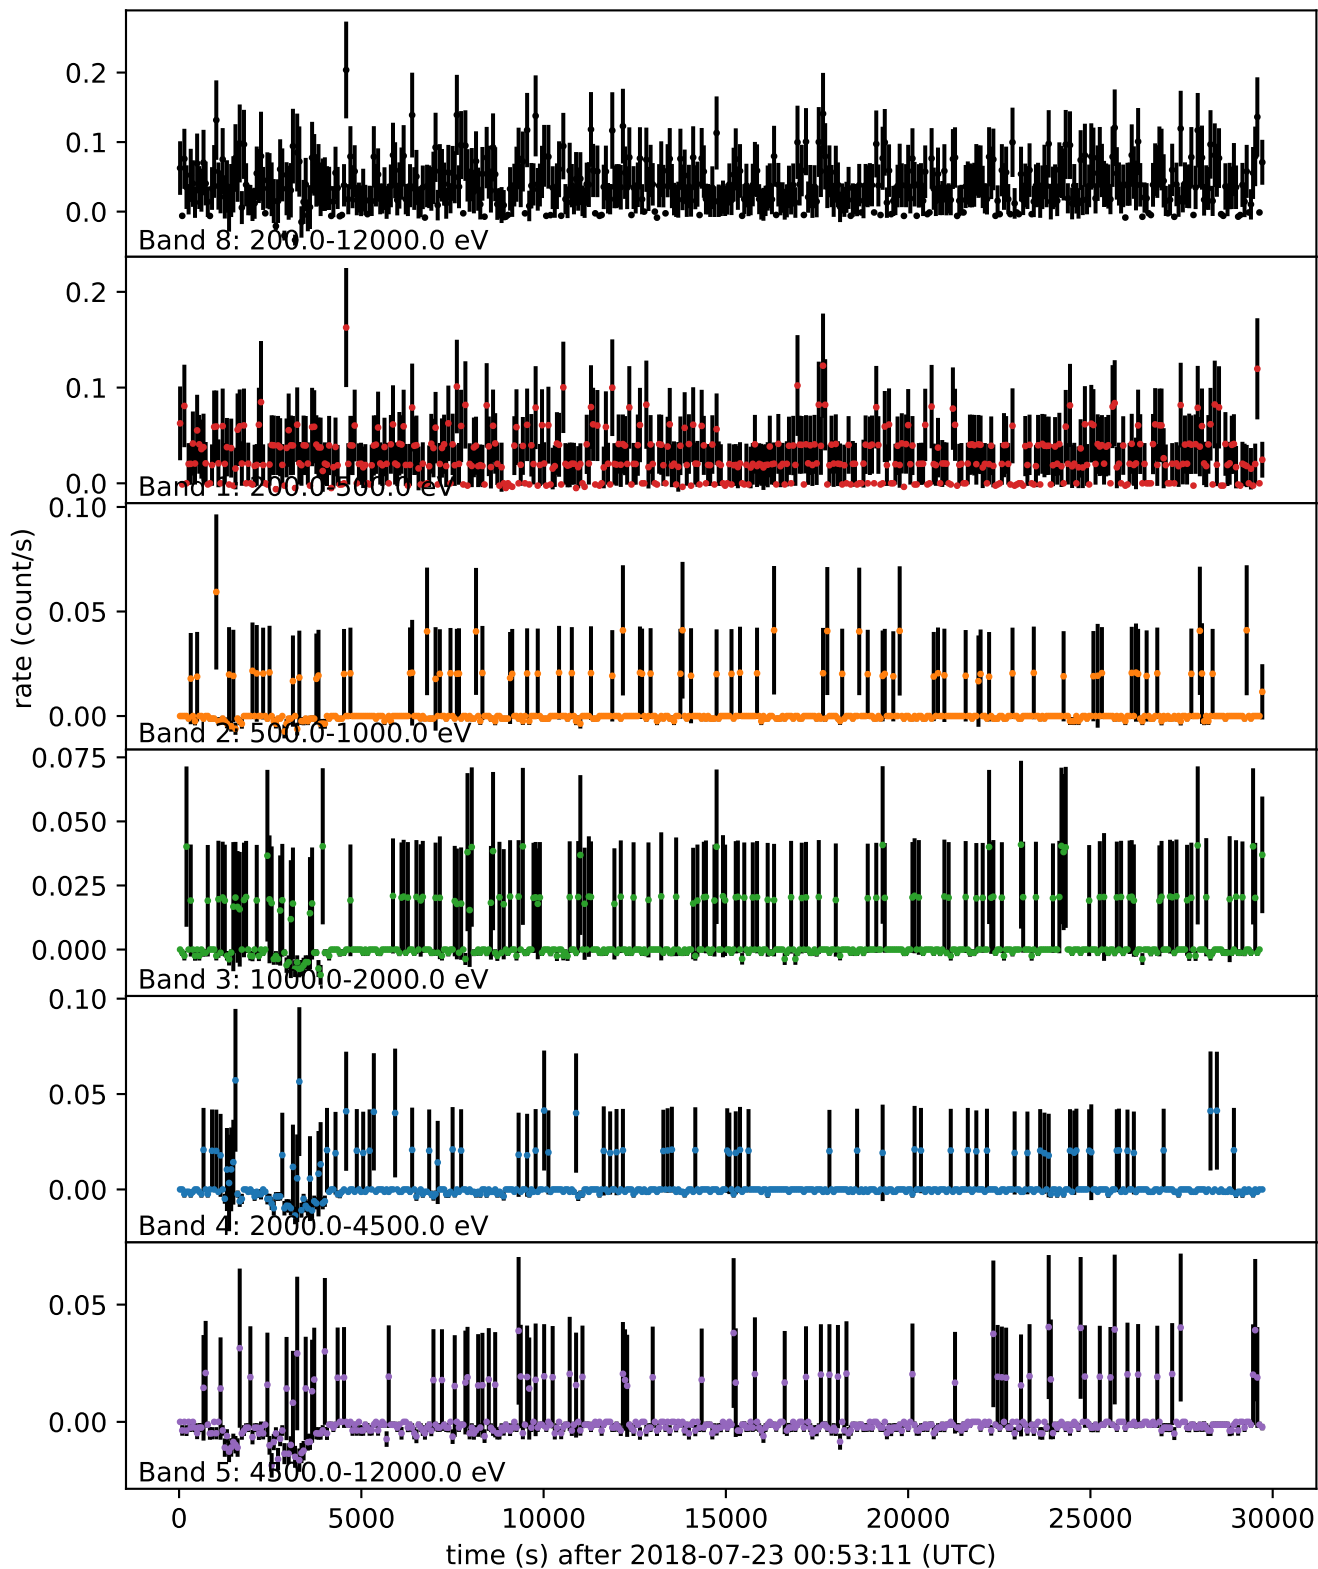 0.2
0.1
0.0
Band 8: 200.0-12000.0 eV
0.2
0.1
0.0
Band 1: 200.0-500.0 eV
0.10
0.05
0.00
Band 2: 500.0-1000.0 eV
rate (count/s)
0.075
0.050
0.025
0.000
Band 3: 1000.0-2000.0 eV
0.10
0.05
0.00
Band 4: 2000.0-4500.0 eV
0.05
0.00
Band 5: 4500.0-12000.0 eV
0 5000 10000 15000 20000 25000 30000
time (s) after 2018-07-23 00:53:11 (UTC)